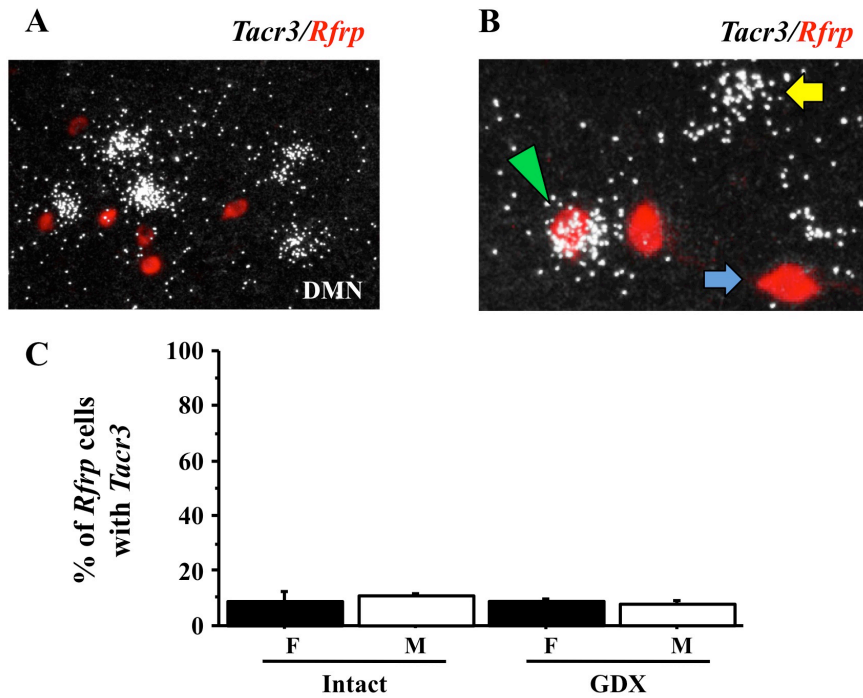 A
Tacr3/Rfrp
DMN
B
Tacr3/Rfrp
C
% of Rfrp cells
with Tacr3
100
80
60
40
20
0
F
M
F
M
Intact
GDX